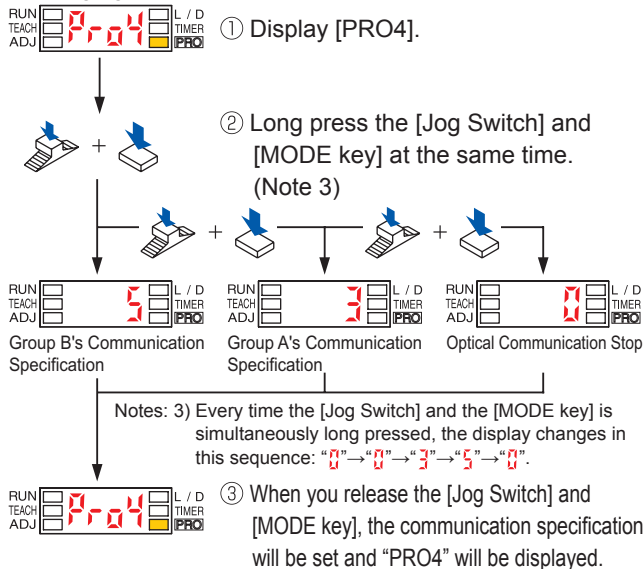 RUN Pro4 L / D
TEACH TIMER
ADJ PRO
① Display [PRO4].
② Long press the [Jog Switch] and
[MODE key] at the same time.
(Note 3)
+
+ +
RUN 5 L / D
TEACH TIMER
ADJ PRO
Group B's Communication
Specification
RUN 3 L / D
TEACH TIMER
ADJ PRO
Group A's Communication
Specification
RUN 0 L / D
TEACH TIMER
ADJ PRO
Optical Communication Stop
Notes: 3) Every time the [Jog Switch] and the [MODE key] is
simultaneously long pressed, the display changes in
this sequence: “0”→“0”→“3”→“5”→“0”.
RUN Pro4 L / D
TEACH TIMER
ADJ PRO
③ When you release the [Jog Switch] and
[MODE key], the communication specification
will be set and “PRO4” will be displayed.